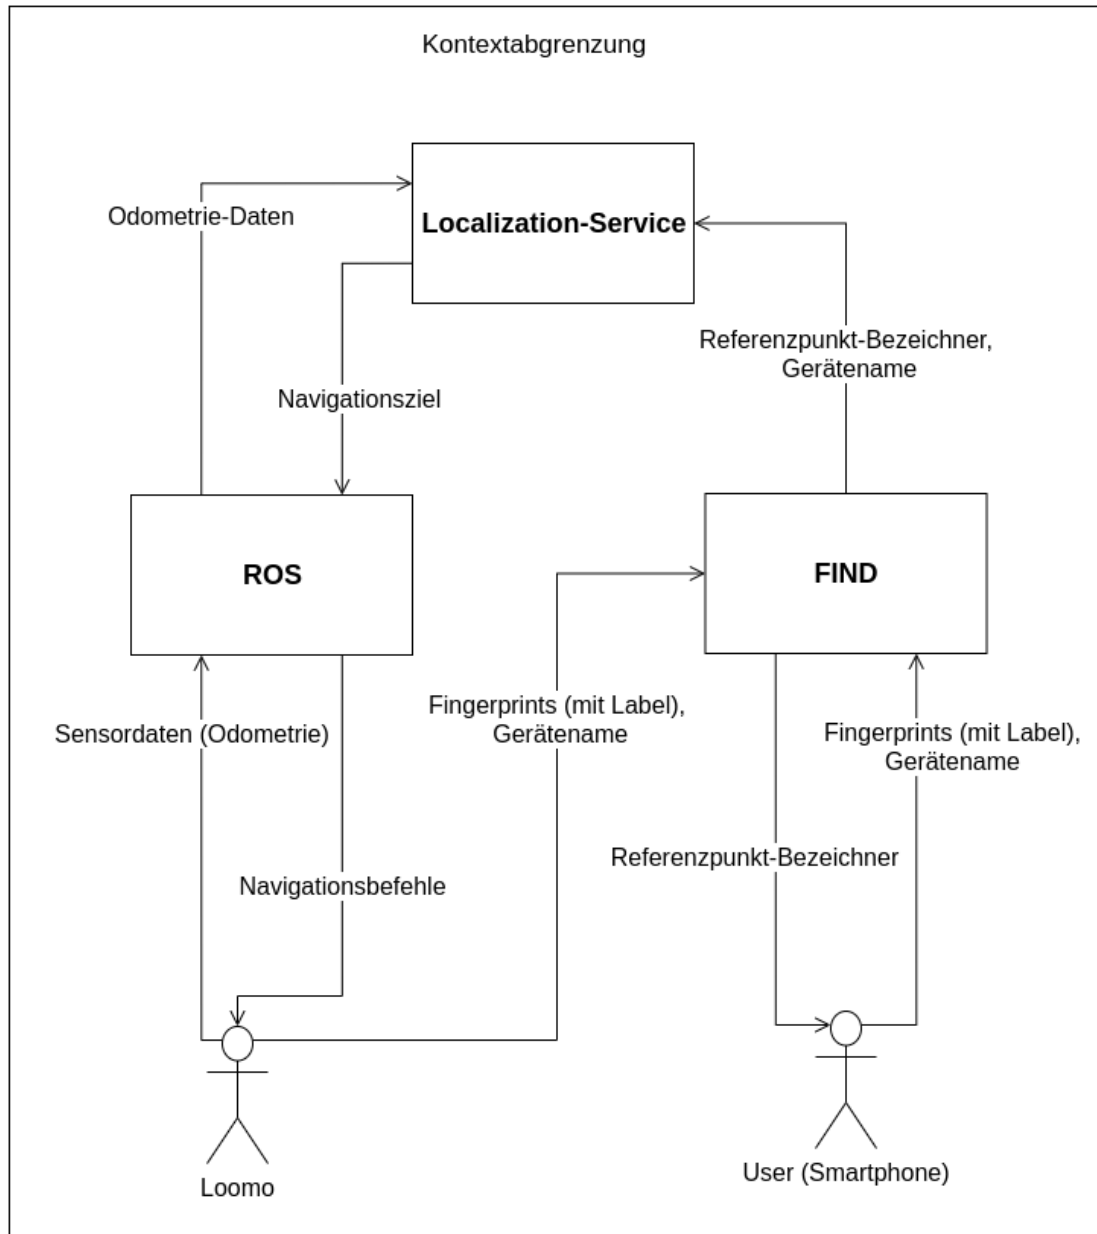 Kontextabgrenzung
Localization-Service
Odometrie-Daten
Referenzpunkt-Bezeichner,
Gerätename
Navigationsziel
ROS
FIND
Fingerprints (mit Label),
Gerätename
Sensordaten (Odometrie)
Fingerprints (mit Label),
Gerätename
Referenzpunkt-Bezeichner
Navigationsbefehle
User (Smartphone)
Loomo